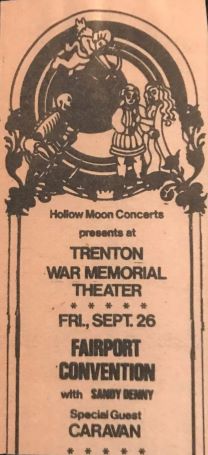 Hollow Moon Concerts
presents at
TRENTON
WAR MEMORIAL
THEATER
* * * * *
FRI., SEPT. 26
FAIRPORT
CONVENTION
with SANDY DENNY
Special Guest
CARAVAN
* * * * *